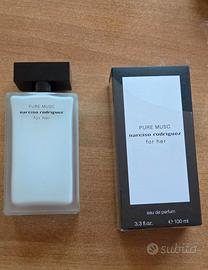 PURE MUSC
narciso rodriguez
for her
PURE MUSC
narciso rodriguez
for her
eau de parfum
3.3 fl.oz. e 100 ml
subito